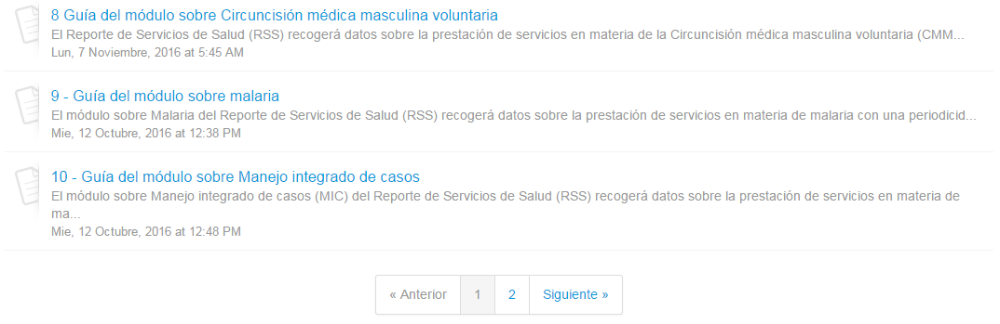 8 Guía del módulo sobre Circuncisión médica masculina voluntaria
El Reporte de Servicios de Salud (RSS) recogerá datos sobre la prestación de servicios en materia de la Circuncisión médica masculina voluntaria (CMM...
Lun, 7 Noviembre, 2016 at 5:45 AM
9 - Guía del módulo sobre malaria
El módulo sobre Malaria del Reporte de Servicios de Salud (RSS) recogerá datos sobre la prestación de servicios en materia de malaria con una periodicid...
Mie, 12 Octubre, 2016 at 12:38 PM
10 - Guía del módulo sobre Manejo integrado de casos
El módulo sobre Manejo integrado de casos (MIC) del Reporte de Servicios de Salud (RSS) recogerá datos sobre la prestación de servicios en materia de
ma...
Mie, 12 Octubre, 2016 at 12:48 PM
« Anterior 1 2 Siguiente »